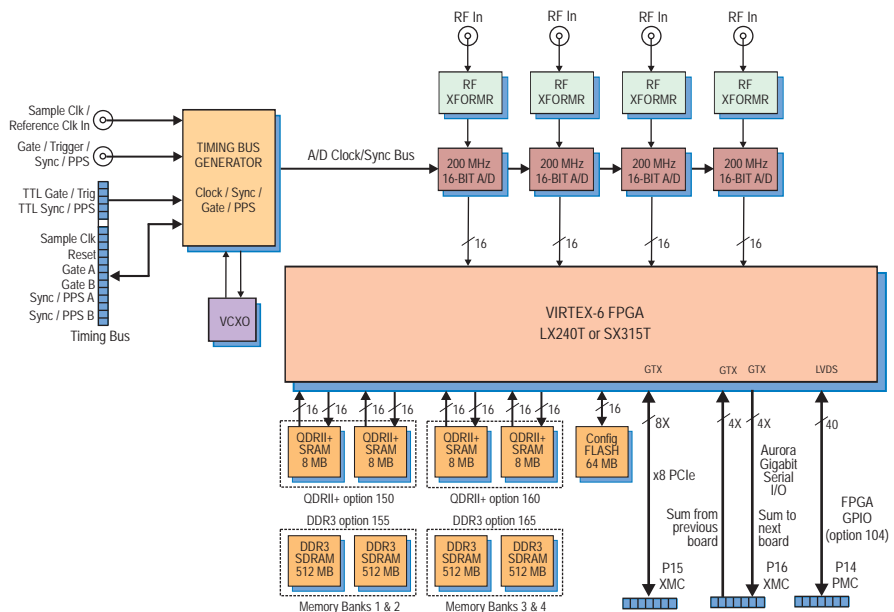 RF In
RF In
RF In
RF In
RF
XFORMR
RF
XFORMR
RF
XFORMR
RF
XFORMR
Sample Clk /
Reference Clk In
Gate / Trigger /
Sync / PPS
TTL Gate / Trig
TTL Sync / PPS
Sample Clk
Reset
Gate A
Gate B
Sync / PPS A
Sync / PPS B
Timing Bus
TIMING BUS
GENERATOR
Clock / Sync /
Gate / PPS
VCXO
A/D Clock/Sync Bus
200 MHz
16-BIT A/D
200 MHz
16-BIT A/D
200 MHz
16-BIT A/D
200 MHz
16-BIT A/D
16
16
16
16
VIRTEX-6 FPGA
LX240T or SX315T
GTX
GTX
GTX
LVDS
16
16
16
16
16
16
16
16
16
8X
4X
4X
40
QDRII+
SRAM
8 MB
QDRII+
SRAM
8 MB
QDRII+
SRAM
8 MB
QDRII+
SRAM
8 MB
Config
FLASH
64 MB
QDRII+ option 150
QDRII+ option 160
DDR3 option 155
DDR3 option 165
DDR3
SDRAM
512 MB
DDR3
SDRAM
512 MB
DDR3
SDRAM
512 MB
DDR3
SDRAM
512 MB
Memory Banks 1 & 2
Memory Banks 3 & 4
x8 PCIe
Aurora
Gigabit
Serial
I/O
Sum from
previous
board
Sum to
next
board
FPGA
GPIO
(option 104)
P15
XMC
P16
XMC
P14
PMC